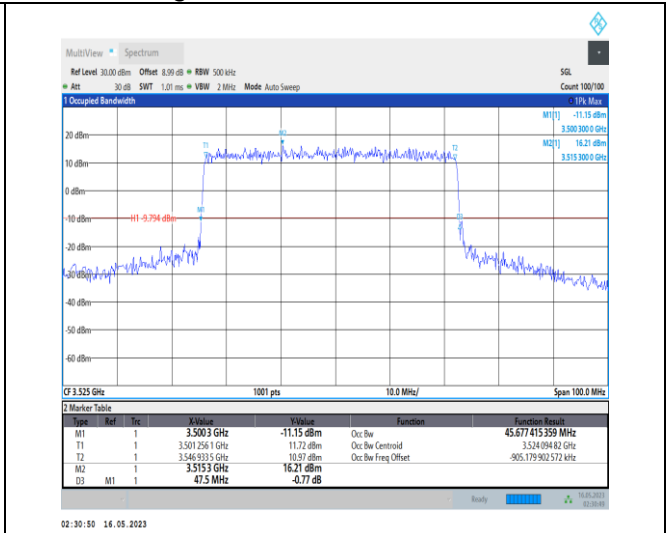 MultiView Spectrum
Ref Level 30.00 dBm Offset 8.99 dB RBW 500 kHz SGL
Att 30 dB SWT 1.01 ms VBW 2 MHz Mode Auto Sweep Count 100/100
1 Occupied Bandwidth 1Pk Max
M1[1] -11.15 dBm
3.500 300 0 GHz
M2[1] 16.21 dBm
3.515 300 0 GHz
20 dBm
M2
T1
T2
10 dBm
0 dBm
M1
-10 dBm
H1 -9.794 dBm
D3
-20 dBm
-30 dBm
-40 dBm
-50 dBm
-60 dBm
CF 3.525 GHz 1001 pts 10.0 MHz/ Span 100.0 MHz
2 Marker Table
Type Ref Trc X-Value Y-Value Function Function Result
M1 1 3.5003 GHz -11.15 dBm Occ Bw 45.677 415 359 MHz
T1 1 3.501 256 1 GHz 11.72 dBm Occ Bw Centroid 3.524 094 82 GHz
T2 1 3.546 933 5 GHz 10.97 dBm Occ Bw Freq Offset -905.179 902 572 kHz
M2 1 3.5153 GHz 16.21 dBm
D3 M1 1 47.5 MHz -0.77 dB
Ready 16.05.2023
02:30:49
02:30:50 16.05.2023